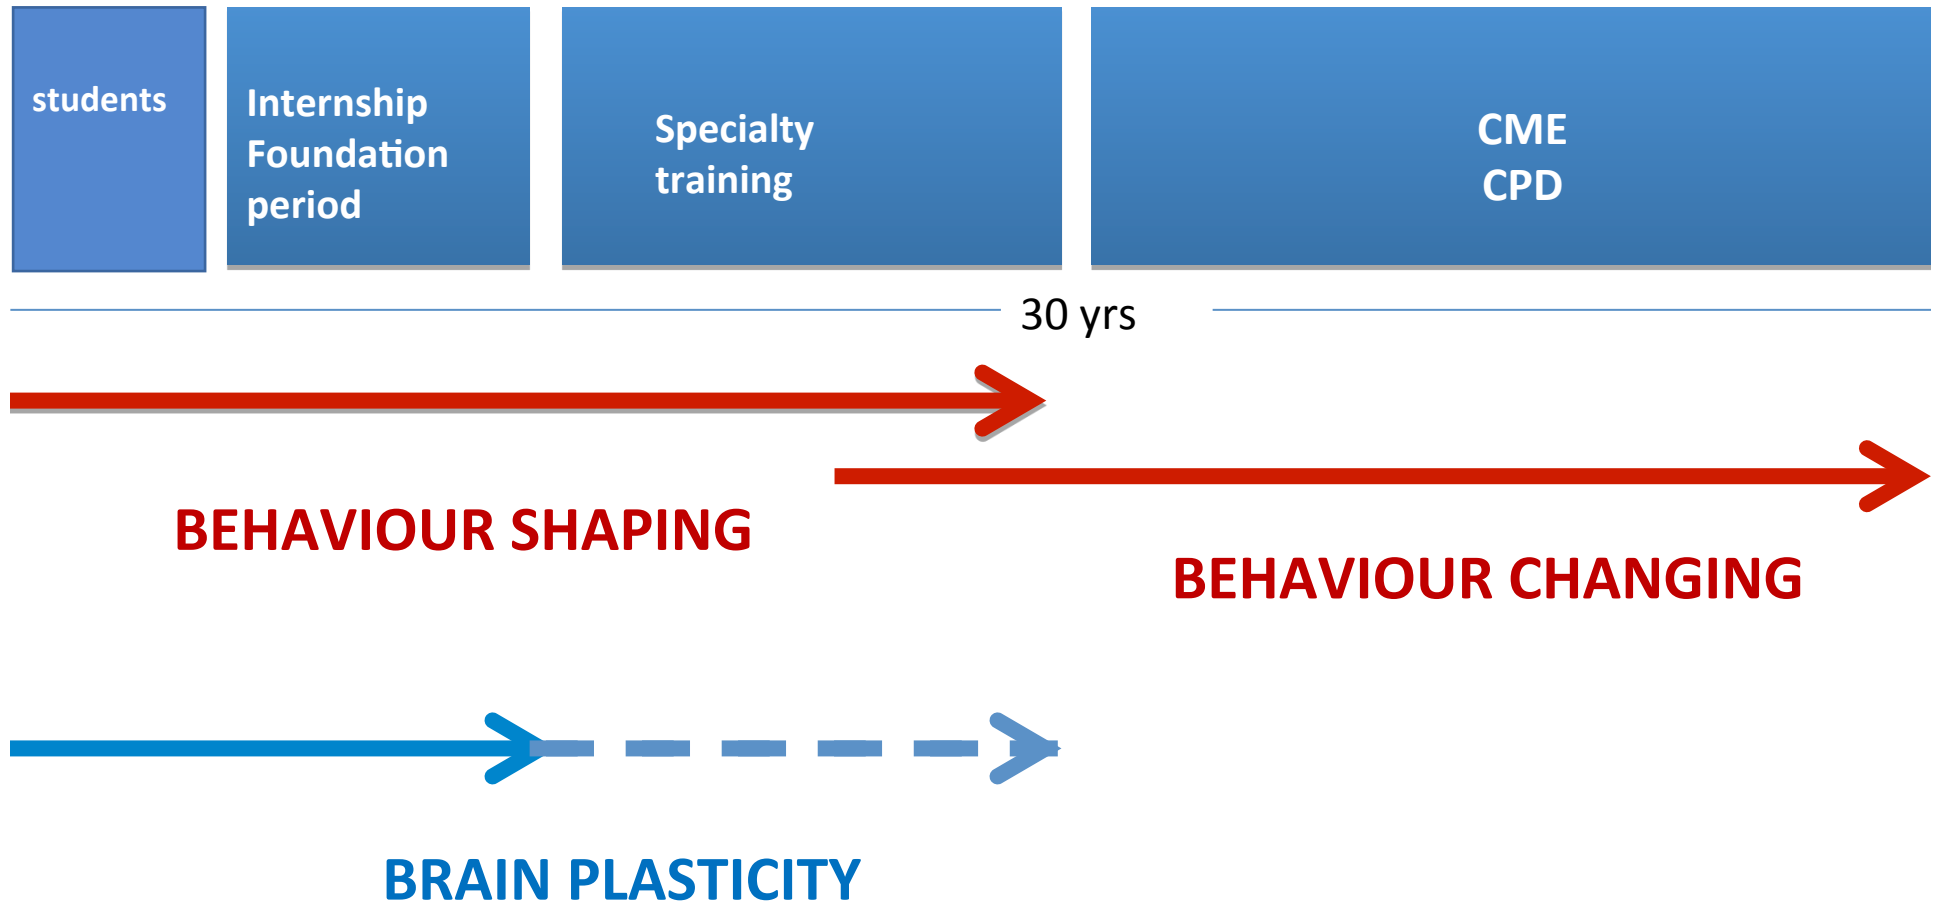 students
Internship
Foundation
period
Specialty
training
CME
CPD
30 yrs
BEHAVIOUR SHAPING
BEHAVIOUR CHANGING
BRAIN PLASTICITY